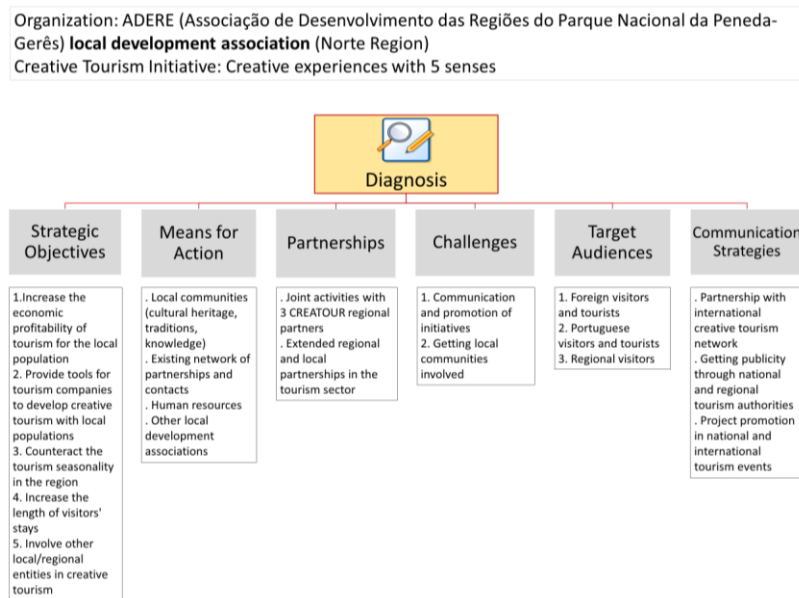 Organization: ADERE (Associação de Desenvolvimento das Regiões do Parque Nacional da Peneda-
Gerês) local development association (Norte Region)
Creative Tourism Initiative: Creative experiences with 5 senses
Diagnosis
Strategic
Objectives
1.Increase the
economic
profitability of
tourism for the local
population
2. Provide tools for
tourism companies
to develop creative
tourism with local
populations
3. Counteract the
tourism seasonality
in the region
4. Increase the
length of visitors'
stays
5. Involve other
local/regional
entities in creative
tourism
Means for
Action
. Local communities
(cultural heritage,
traditions,
knowledge)
. Existing network of
partnerships and
contacts
. Human resources
. Other local
development
associations
Partnerships
. Joint activities with
3 CREATOUR regional
partners
. Extended regional
and local
partnerships in the
tourism sector
Challenges
1. Communication
and promotion of
initiatives
2. Getting local
communities
involved
Target
Audiences
1. Foreign visitors
and tourists
2. Portuguese
visitors and tourists
3. Regional visitors
Communication
Strategies
. Partnership with
international
creative tourism
network
. Getting publicity
through national
and regional
tourism authorities
. Project promotion
in national and
international
tourism events